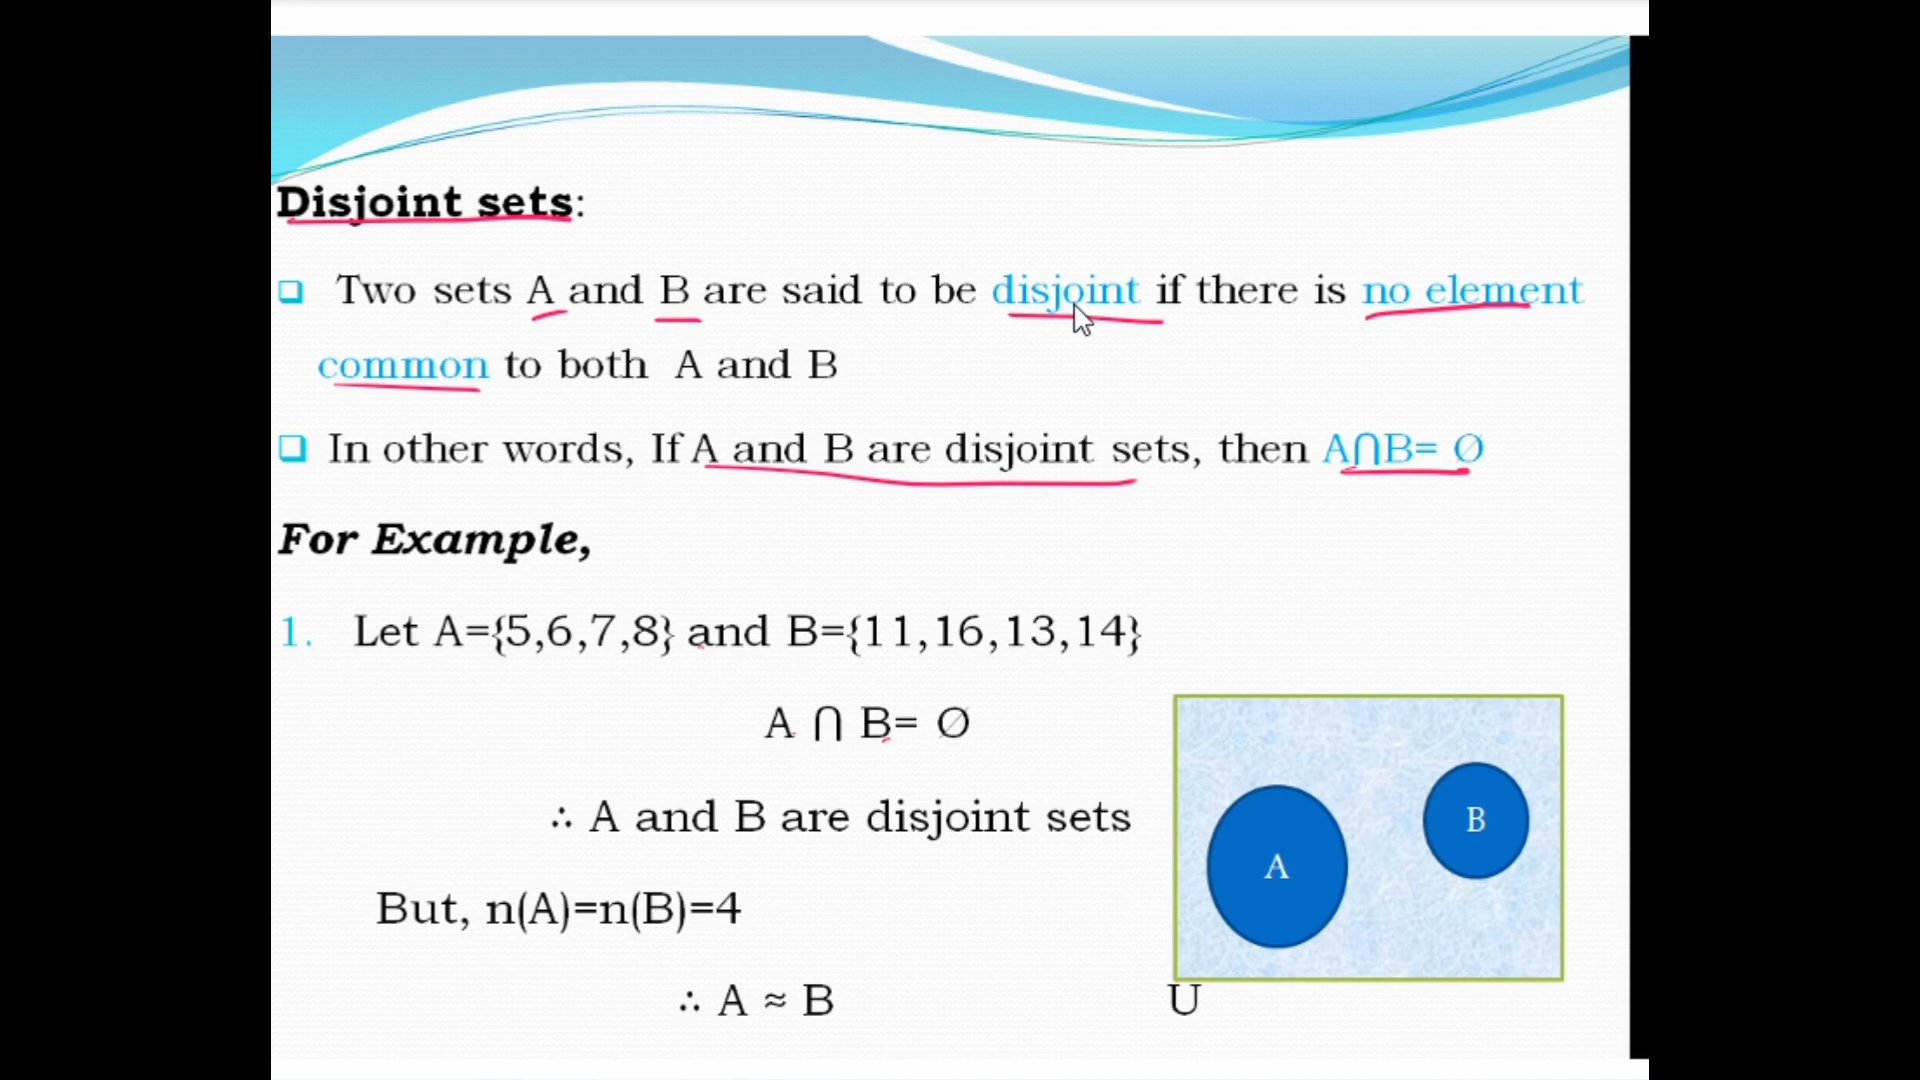 Disjoint sets:
Two sets A and B are said to be disjoint if there is no element
common to both A and B
In other words, If A and B are disjoint sets, then A⋂B= Ø
For Example,
1. Let A={5,6,7,8} and B={11,16,13,14}
A ⋂ B= Ø
∴ A and B are disjoint sets
But, n(A)=n(B)=4
∴ A ≈ B
A
B
U